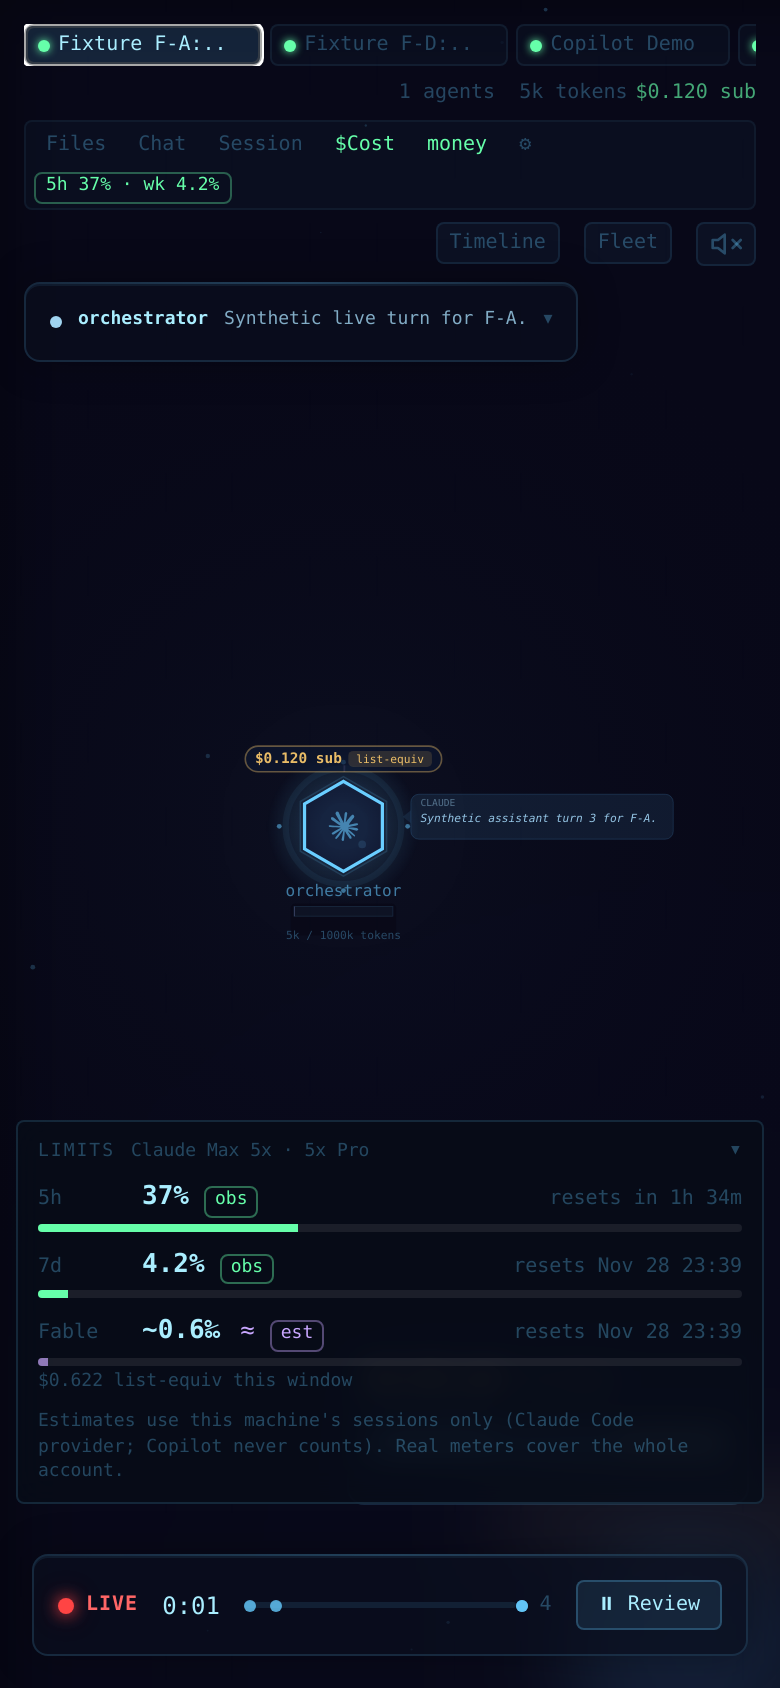 Fixture F-A:.. Fixture F-D:.. Copilot Demo
1 agents 5k tokens $0.120 sub
Files Chat Session $Cost money ⚙
5h 37% · wk 4.2%
Timeline Fleet
orchestrator Synthetic live turn for F-A. ▼
$0.120 sub list-equiv
CLAUDE
Synthetic assistant turn 3 for F-A.
orchestrator
5k / 1000k tokens
LIMITS Claude Max 5x · 5x Pro ▼
5h 37% obs resets in 1h 34m
7d 4.2% obs resets Nov 28 23:39
Fable ~0.6% ≈ est resets Nov 28 23:39
$0.622 list-equiv this window
Estimates use this machine's sessions only (Claude Code
provider; Copilot never counts). Real meters cover the whole
account.
LIVE 0:01 4 ⏸ Review